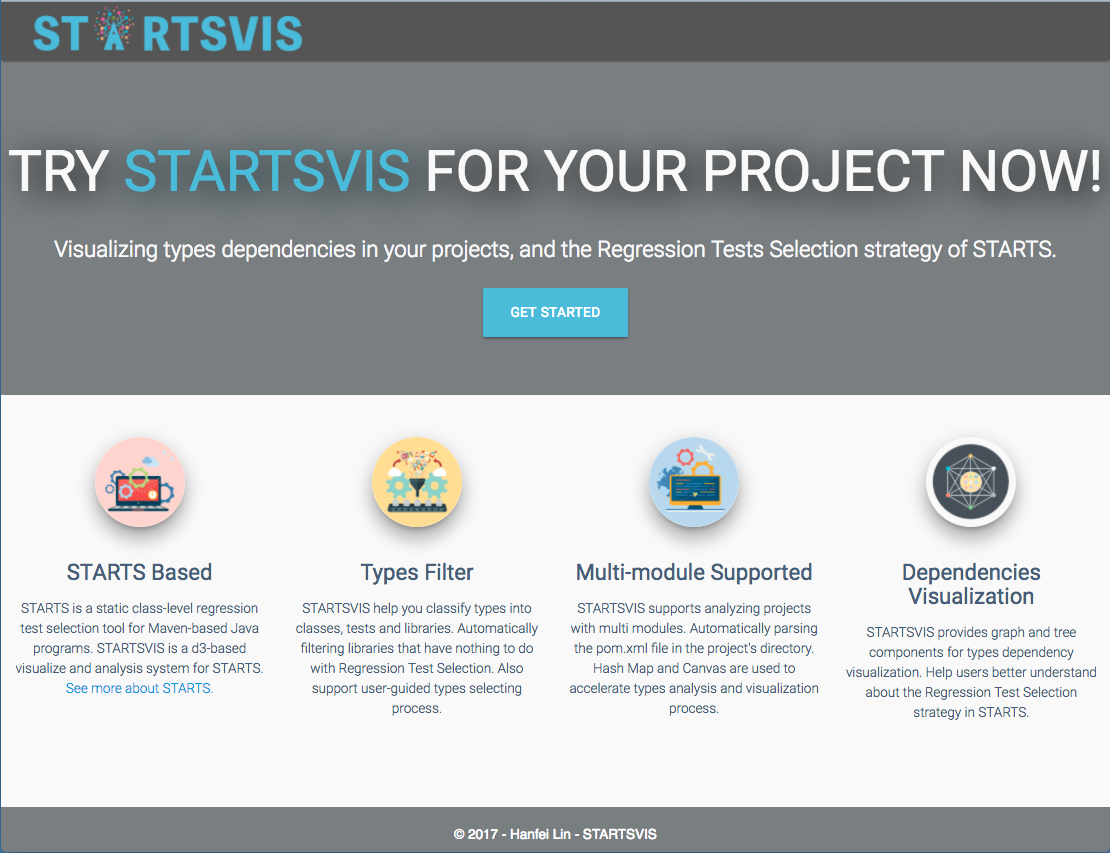 STARTSVIS
TRY STARTSVIS FOR YOUR PROJECT NOW!
Visualizing types dependencies in your projects, and the Regression Tests Selection strategy of STARTS.
GET STARTED
STARTS Based
STARTS is a static class-level regression
test selection tool for Maven-based Java
programs. STARTSVIS is a d3-based
visualize and analysis system for STARTS.
See more about STARTS.
Types Filter
STARTSVIS help you classify types into
classes, tests and libraries. Automatically
filtering libraries that have nothing to do
with Regression Test Selection. Also
support user-guided types selecting
process.
Multi-module Supported
STARTSVIS supports analyzing projects
with multi modules. Automatically parsing
the pom.xml file in the project's directory.
Hash Map and Canvas are used to
accelerate types analysis and visualization
process.
Dependencies
Visualization
STARTSVIS provides graph and tree
components for types dependency
visualization. Help users better understand
about the Regression Test Selection
strategy in STARTS.
© 2017 - Hanfei Lin - STARTSVIS